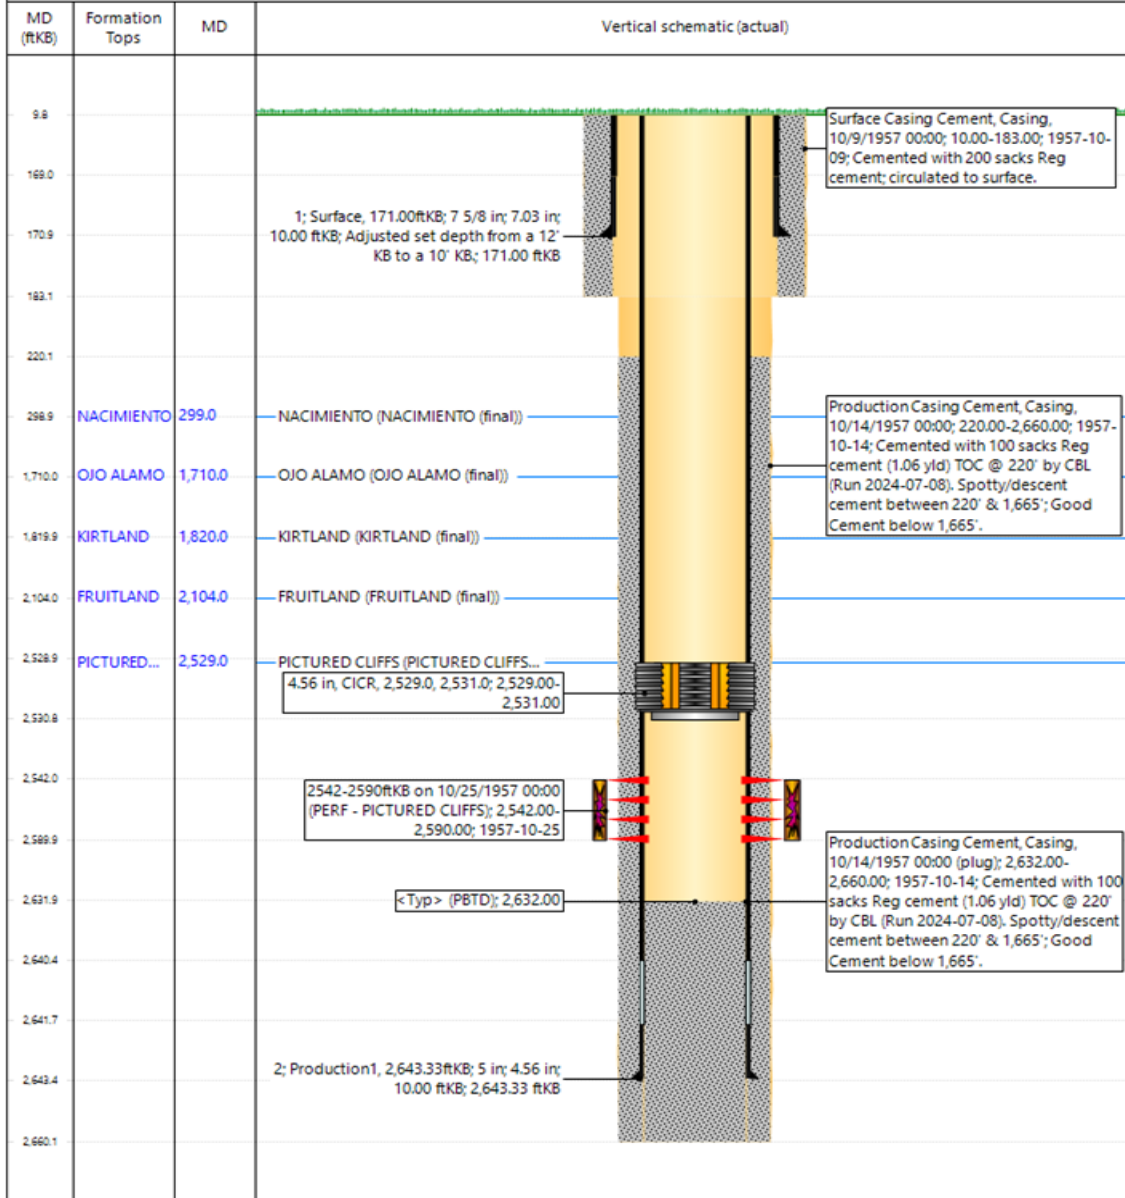 MD
(ftKB)
Formation
Tops
MD
Vertical schematic (actual)
9.8
169.0
170.9
183.1
220.1
298.9
1,710.0
1,819.9
2,104.0
2,528.9
2,530.8
2,542.0
2,589.9
2,631.9
2,640.4
2,641.7
2,643.4
2,660.1
NACIMIENTO
299.0
OJO ALAMO
1,710.0
KIRTLAND
1,820.0
FRUITLAND
2,104.0
PICTURED...
2,529.0
Surface Casing Cement, Casing,
10/9/1957 00:00; 10.00-183.00; 1957-10-
09; Cemented with 200 sacks Reg
cement; circulated to surface.
1; Surface, 171.00ftKB; 7 5/8 in; 7.03 in;
10.00 ftKB; Adjusted set depth from a 12'
KB to a 10' KB.; 171.00 ftKB
NACIMIENTO (NACIMIENTO (final))
OJO ALAMO (OJO ALAMO (final))
KIRTLAND (KIRTLAND (final))
FRUITLAND (FRUITLAND (final))
PICTURED CLIFFS (PICTURED CLIFFS...
Production Casing Cement, Casing,
10/14/1957 00:00; 220.00-2,660.00; 1957-
10-14; Cemented with 100 sacks Reg
cement (1.06 yld) TOC @ 220'
by CBL
(Run 2024-07-08). Spotty/descent
cement between 220' & 1,665'; Good
Cement below 1,665'.
4.56 in, CICR, 2,529.0, 2,531.0; 2,529.00-
2,531.00
2542-2590ftKB on 10/25/1957 00:00
(PERF - PICTURED CLIFFS); 2,542.00-
2,590.00; 1957-10-25
<Typ> (PBTD); 2,632.00
Production Casing Cement, Casing,
10/14/1957 00:00 (plug); 2,632.00-
2,660.00; 1957-10-14; Cemented with 100
sacks Reg cement (1.06 yld) TOC @ 220'
by CBL (Run 2024-07-08). Spotty/descent
cement between 220' & 1,665'; Good
Cement below 1,665'.
2; Production1, 2,643.33ftKB; 5 in; 4.56 in;
10.00 ftKB; 2,643.33 ftKB